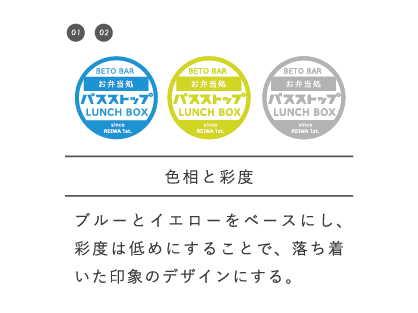 01 02
BETO BAR BETO BAR BETO BAR
お弁当処 お弁当処 お弁当処
バスストップ バスストップ バスストップ
LUNCH BOX LUNCH BOX LUNCH BOX
since since since
REIWA 1st. REIWA 1st. REIWA 1st.
色相と彩度
ブルーとイエローをベースにし、
彩度は低めにすることで、落ち着
いた印象のデザインにする。